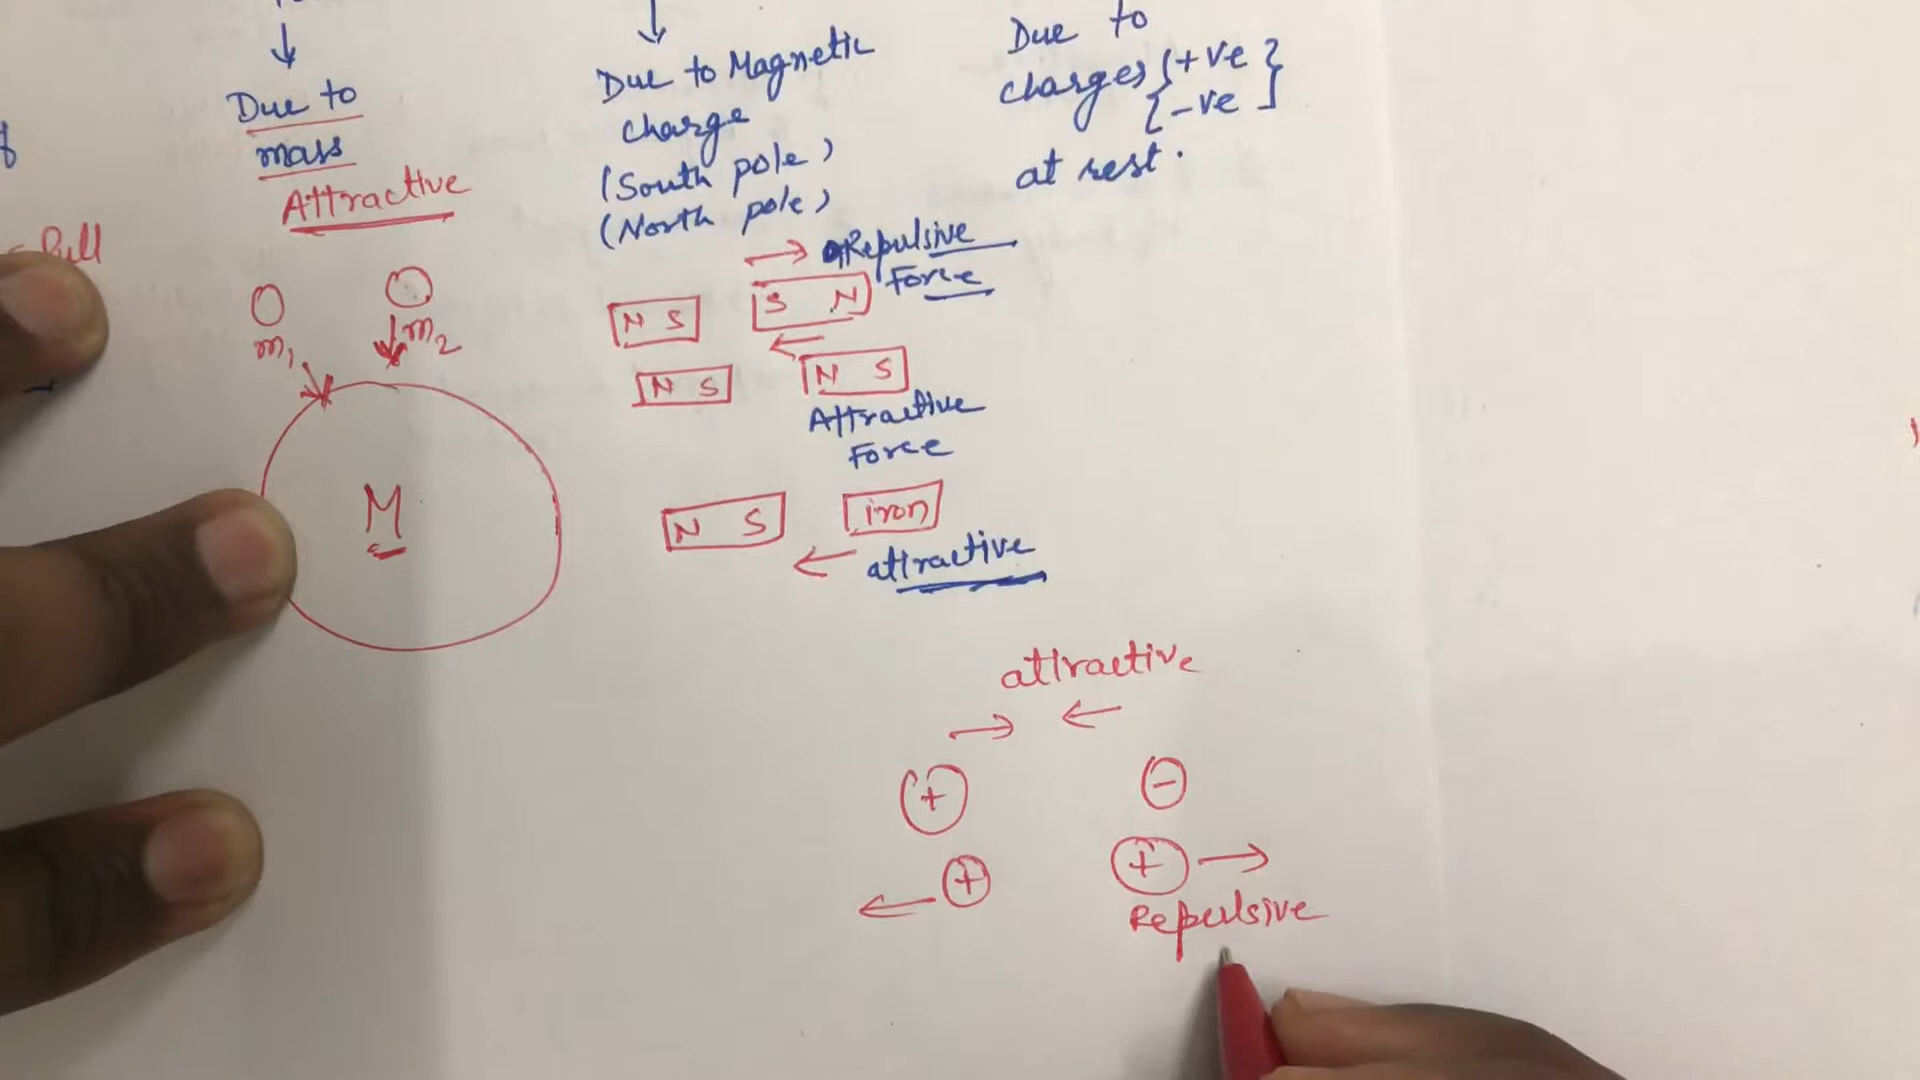 Due to
mass
Attractive
Pull
m1
m2
M
Due to Magnetic
charge
(South pole)
(North pole)
Repulsive
Force
N S
S N
N S
N S
Attractive
Force
N S
iron
attractive
Due to
charges {+ve }
{-ve }
at rest.
attractive
+
-
+
+
Repulsive